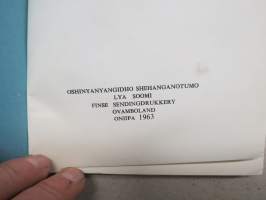 OSHINYANYANGIDHO SHEHANGANOTUMO
LYA SOOMI
FINSE SENDINGDRUKKERY
OVAMBOLAND
ONIIPA 1963